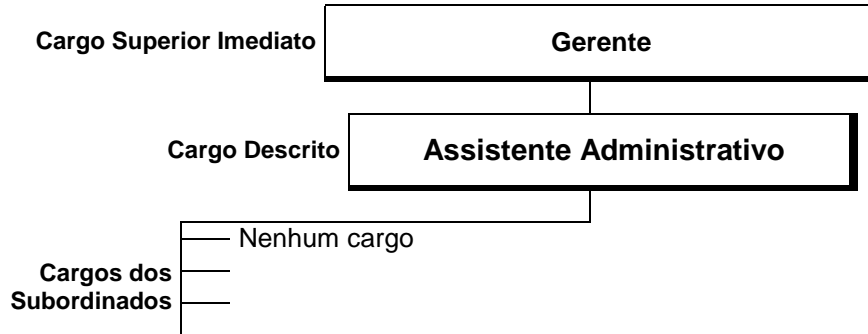 Cargo Superior Imediato
Gerente
Cargo Descrito
Assistente Administrativo
Nenhum cargo
Cargos dos
Subordinados